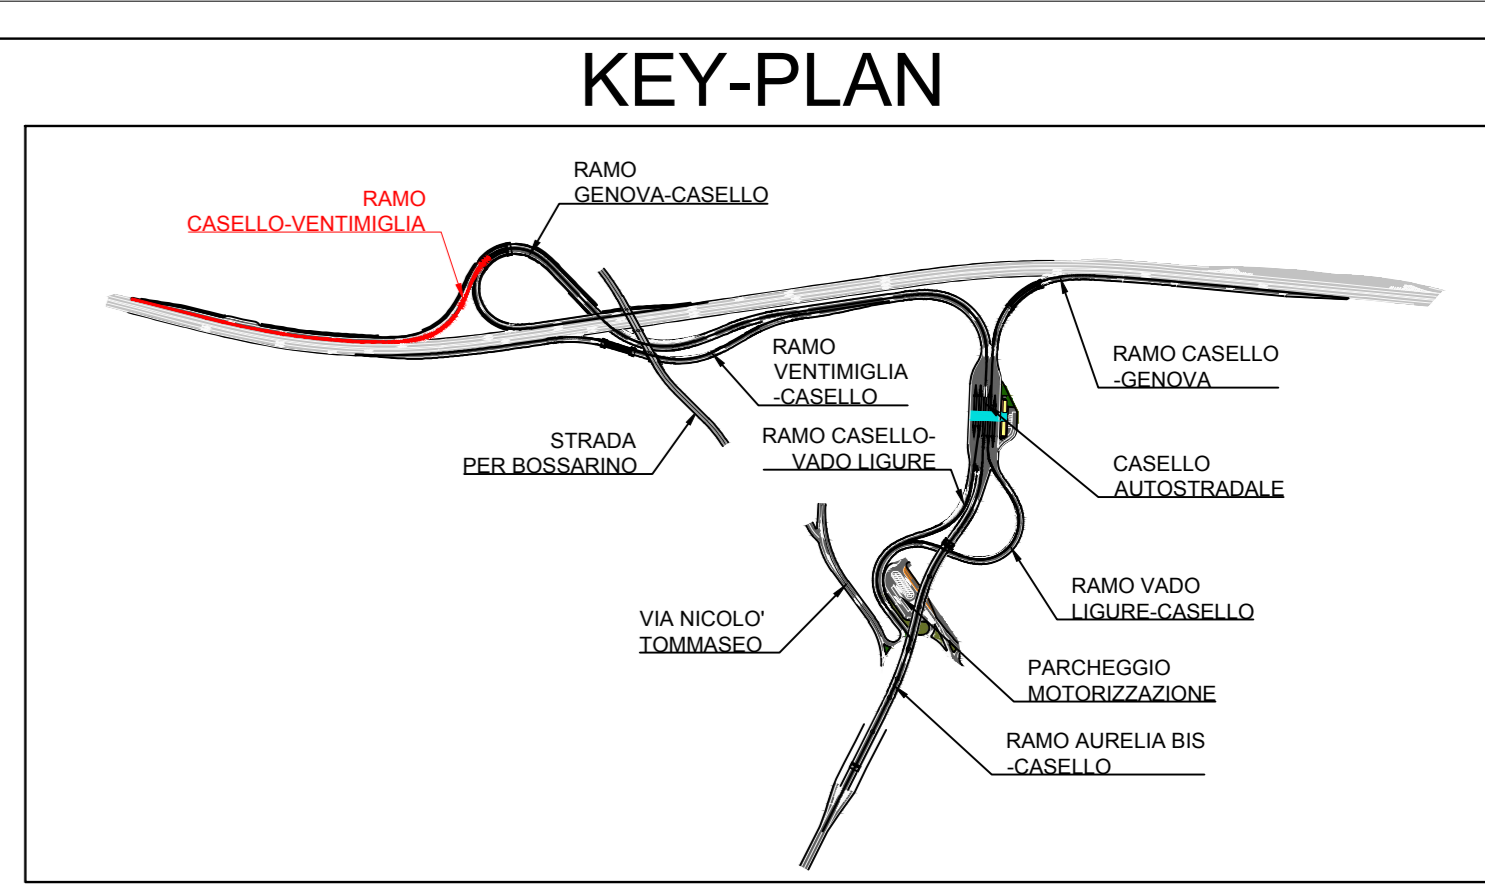 KEY-PLAN
RAMO
GENOVA-CASELLO
RAMO
CASELLO-VENTIMIGLIA
RAMO
VENTIMIGLIA
-CASELLO
RAMO CASELLO
-GENOVA
STRADA
PER BOSSARINO
RAMO CASELLO-
VADO LIGURE
CASELLO
AUTOSTRADALE
RAMO VADO
LIGURE-CASELLO
VIA NICOLO'
TOMMASEO
PARCHEGGIO
MOTORIZZAZIONE
RAMO AURELIA BIS
-CASELLO